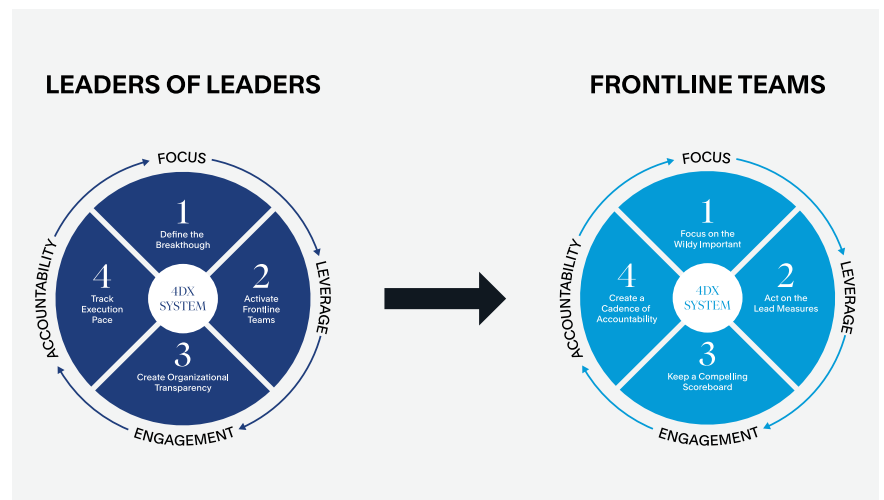 LEADERS OF LEADERS
FOCUS
LEVERAGE
ENGAGEMENT
ACCOUNTABILITY
1
Define the
Breakthough
2
Activate
Frontline
Teams
3
Create Organizational
Transparency
4
Track
Execution
Pace
4DX
SYSTEM
FRONTLINE TEAMS
FOCUS
LEVERAGE
ENGAGEMENT
ACCOUNTABILITY
1
Focus on the
Wildy Important
2
Act on the
Lead Measures
3
Keep a Compelling
Scoreboard
4
Create a
Cadence of
Accountability
4DX
SYSTEM